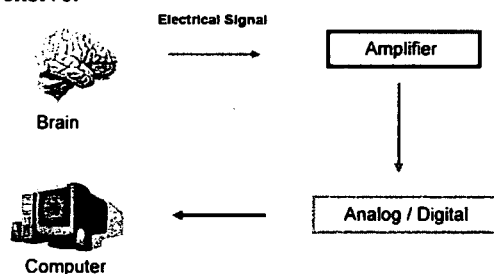 Electrical Signal
Amplifier
Brain
Analog / Digital
Computer